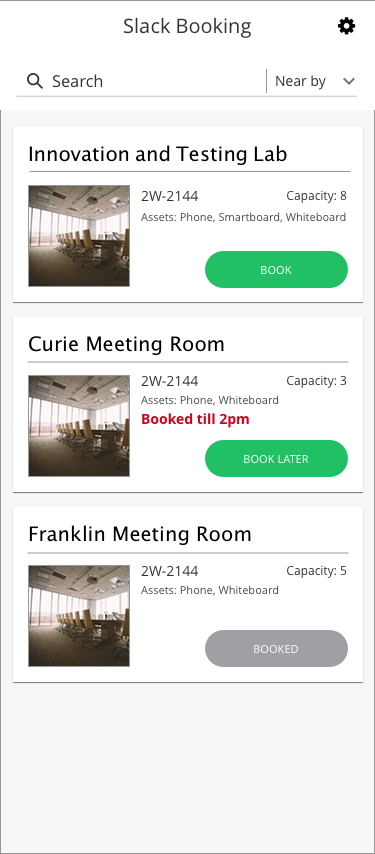 Slack Booking
Search
Near by
Innovation and Testing Lab
2W-2144
Capacity: 8
Assets: Phone, Smartboard, Whiteboard
BOOK
Curie Meeting Room
2W-2144
Capacity: 3
Assets: Phone, Whiteboard
Booked till 2pm
BOOK LATER
Franklin Meeting Room
2W-2144
Capacity: 5
Assets: Phone, Whiteboard
BOOKED